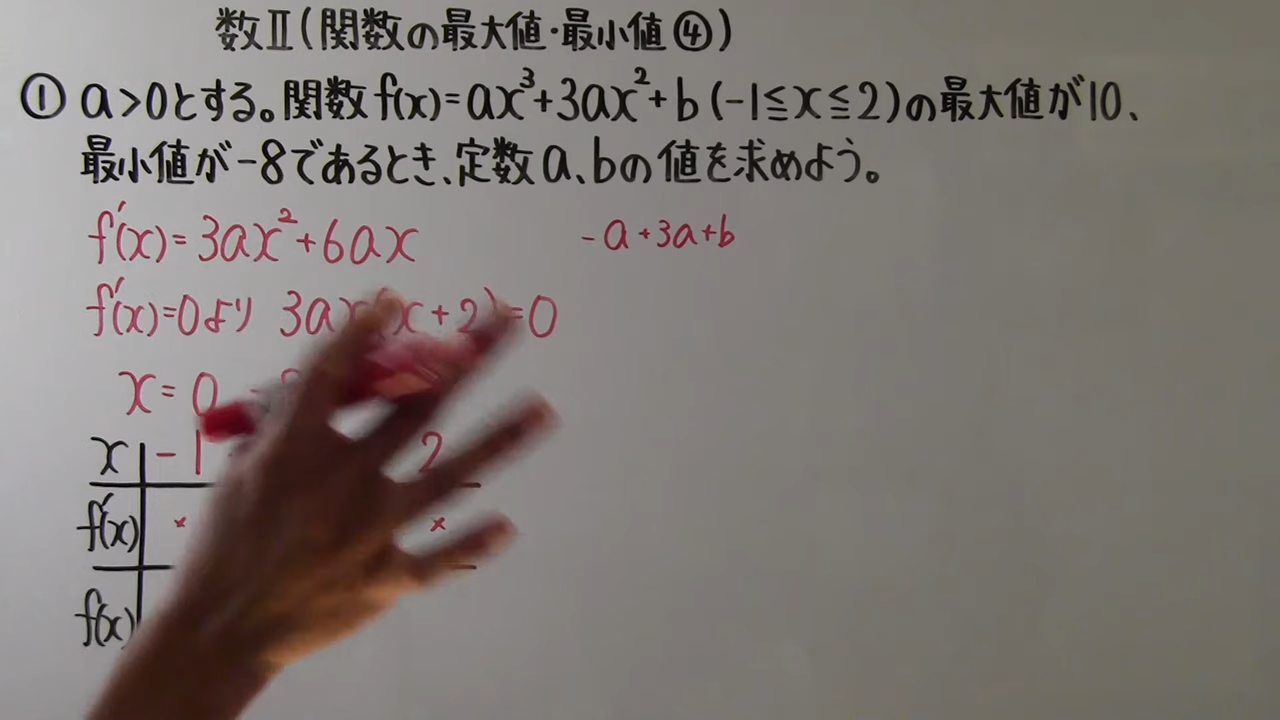 数Ⅱ(関数の最大値・最小値④)
① a>0とする。関数f(x)=ax³+3ax²+b (-1≦x≦2)の最大値が10、
最小値が-8であるとき、定数a、bの値を求めよう。
f'(x)=3ax²+6ax
-a+3a+b
f'(x)=0より 3ax(x+2)=0
x=0
x -1 2
f'(x) × ×
f(x)